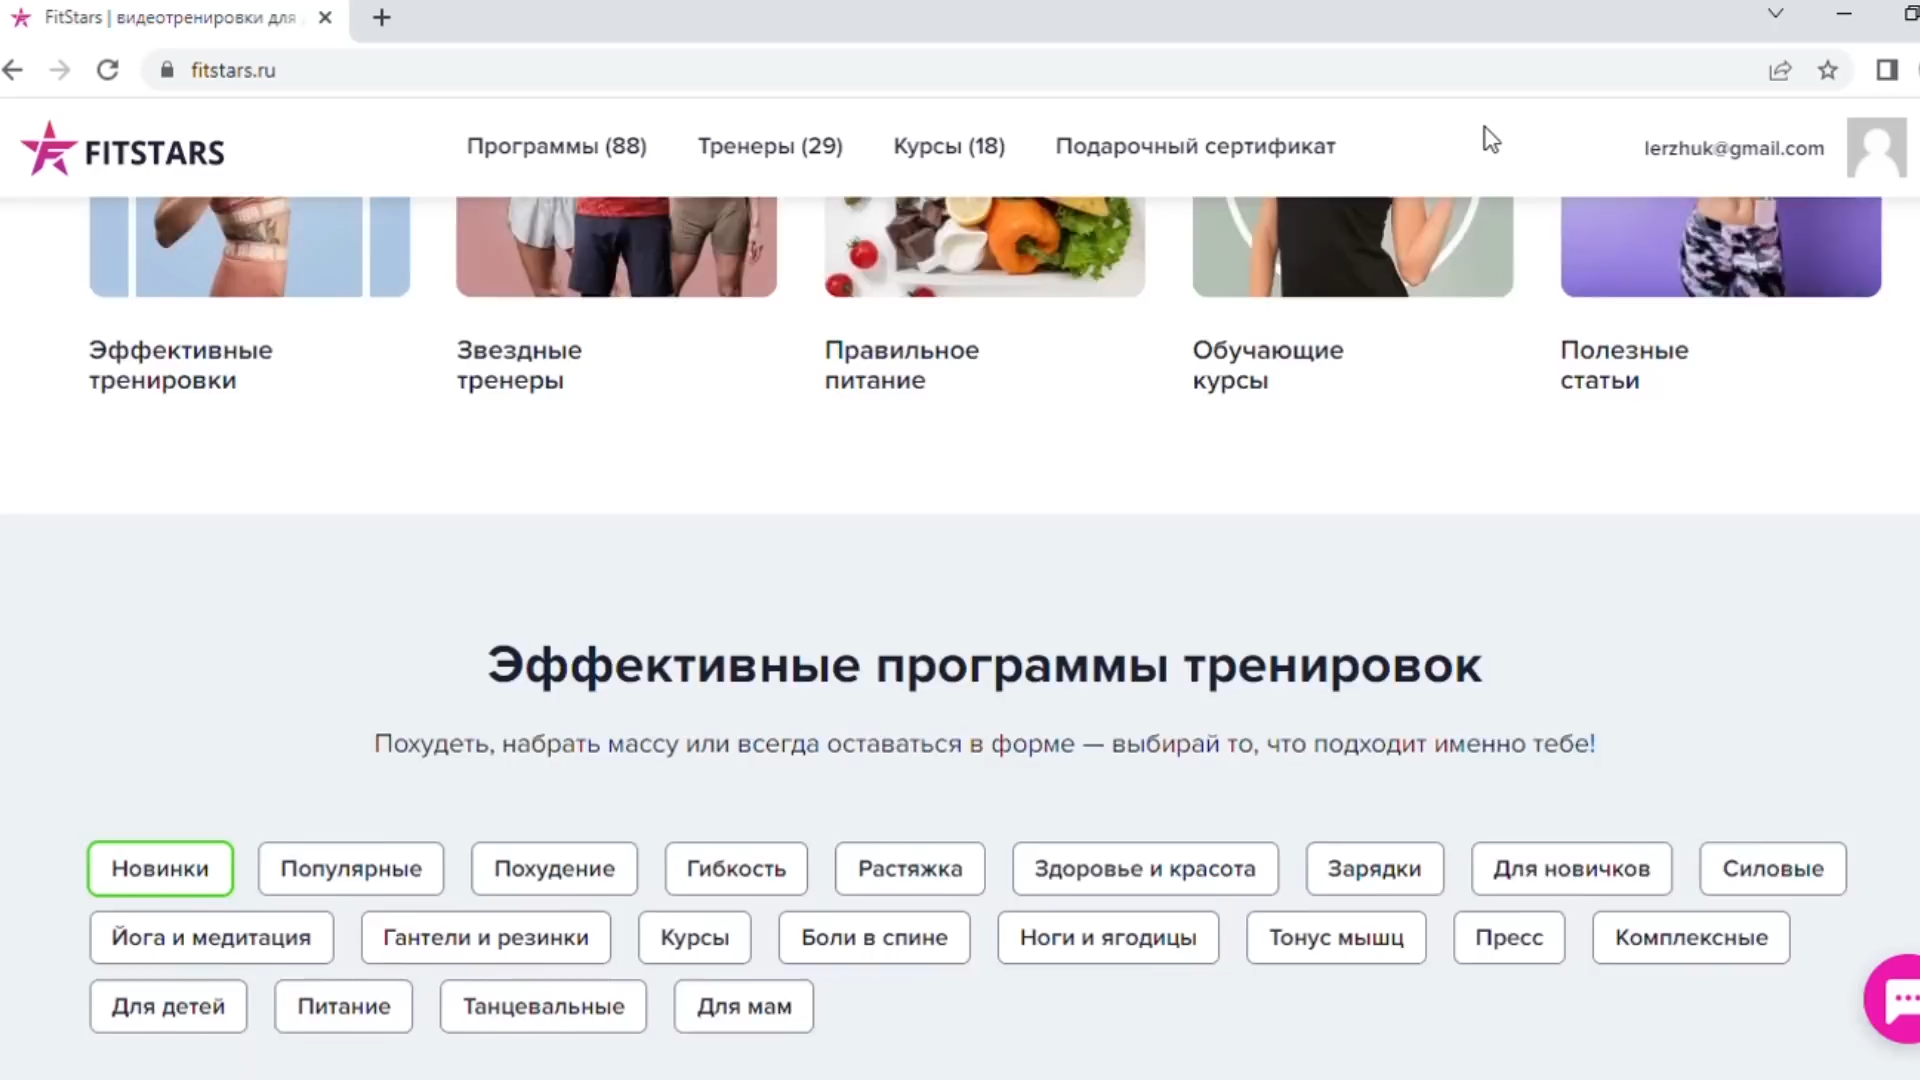 FitStars | видеотренировки для
fitstars.ru
FITSTARS
Программы (88)
Тренеры (29)
Курсы (18)
Подарочный сертификат
lerzhuk@gmail.com
Эффективные
тренировки
Звездные
тренеры
Правильное
питание
Обучающие
курсы
Полезные
статьи
Эффективные программы тренировок
Похудеть, набрать массу или всегда оставаться в форме — выбирай то, что подходит именно тебе!
Новинки
Популярные
Похудение
Гибкость
Растяжка
Здоровье и красота
Зарядки
Для новичков
Силовые
Йога и медитация
Гантели и резинки
Курсы
Боли в спине
Ноги и ягодицы
Тонус мышц
Пресс
Комплексные
Для детей
Питание
Танцевальные
Для мам